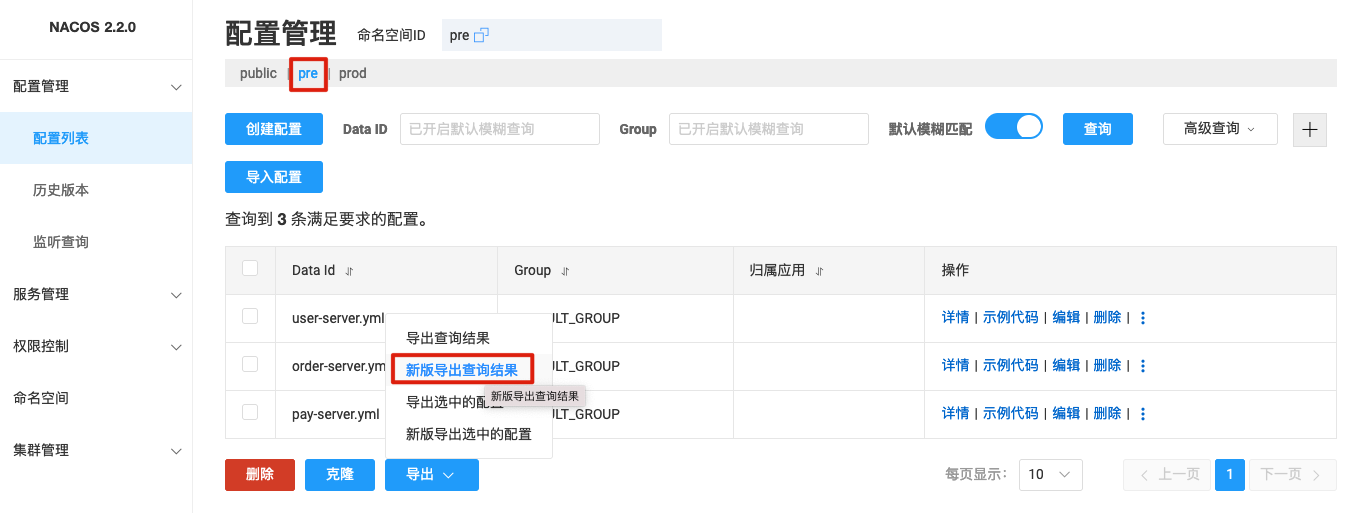 NACOS 2.2.0
配置管理
配置列表
历史版本
监听查询
服务管理
权限控制
命名空间
集群管理
配置管理 命名空间ID pre
public | pre | prod
创建配置 Data ID 已开启默认模糊查询 Group 已开启默认模糊查询 默认模糊匹配 查询 高级查询
导入配置
查询到 3 条满足要求的配置。
Data Id Group 归属应用 操作
user-server.yml ULT_GROUP 详情 | 示例代码 | 编辑 | 删除 |
导出查询结果
order-server.ym 新版导出查询结果 详情 | 示例代码 | 编辑 | 删除 |
新版导出查询结果
导出选中的配置
pay-server.yml ULT_GROUP 详情 | 示例代码 | 编辑 | 删除 |
新版导出选中的配置
删除 克隆 导出 每页显示: 10 上一页 1 下一页